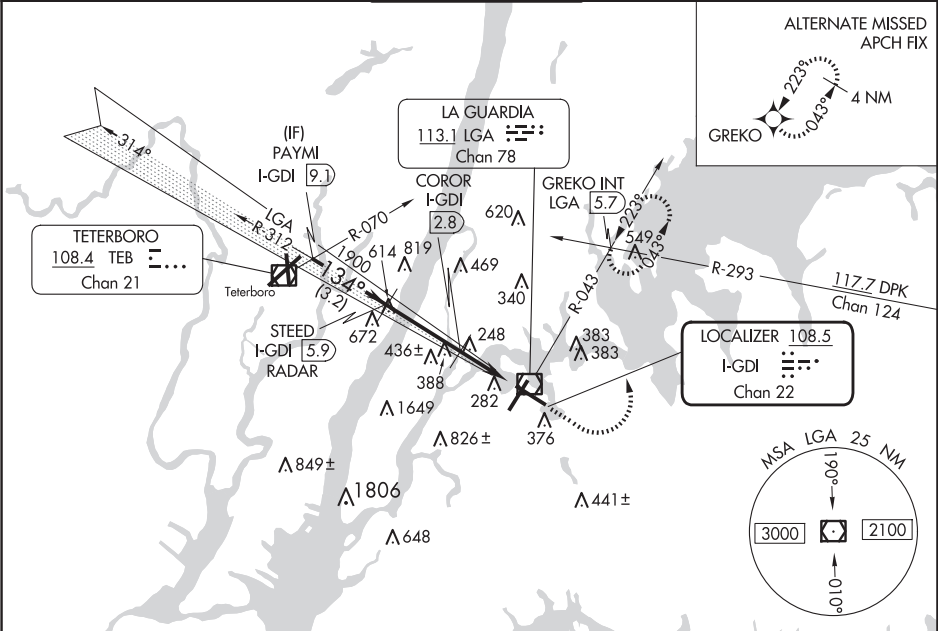 ALTERNATE MISSED
APCH FIX
223°
043°
4 NM
GREKO
314°
(IF)
PAYMI
I-GDI 9.1
LA GUARDIA
113.1 LGA
Chan 78
COROR
I-GDI
2.8
GREKO INT
LGA 5.7
620
223°
043°
549
LGA
R-312
R-070
TETERBORO
108.4 TEB
Chan 21
Teterboro
1900
134°
(3.2)
614
819
469
340
R-043
R-293
117.7 DPK
Chan 124
STEED
I-GDI 5.9
RADAR
672
436±
388
248
383
383
LOCALIZER 108.5
I-GDI
Chan 22
282
376
1649
826±
849±
1806
441±
648
MSA LGA 25 NM
190°
3000
2100
010°